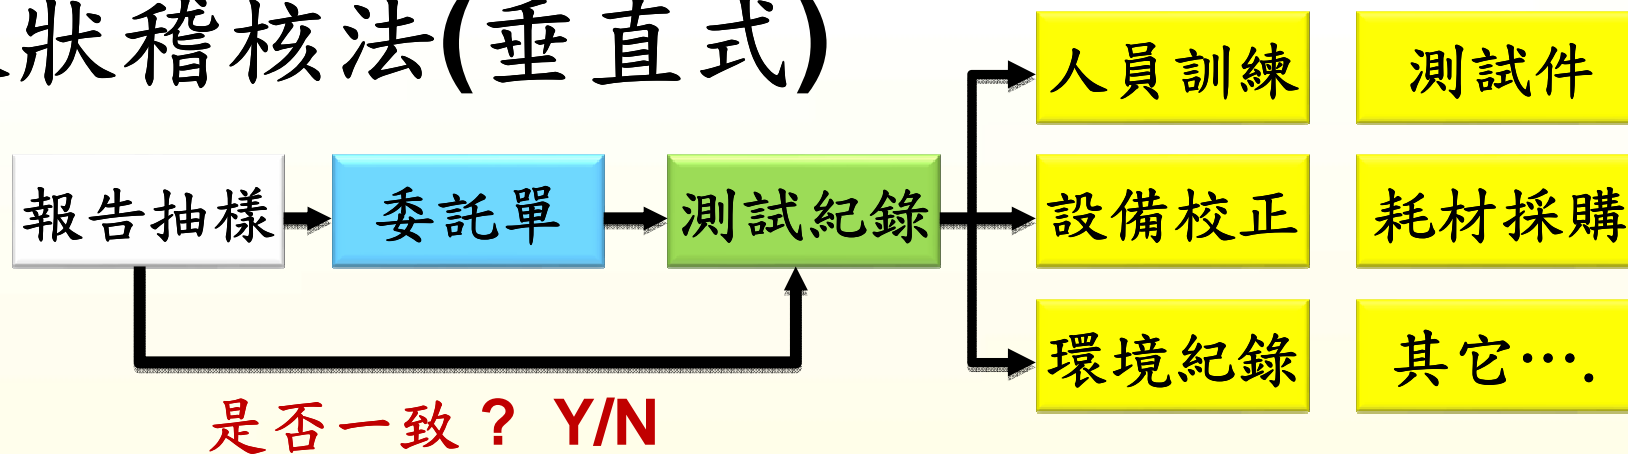 狀稽核法(垂直式)
人員訓練
測試件
報告抽樣
委託單
測試紀錄
設備校正
耗材採購
環境紀錄
其它….
是否一致？ Y/N